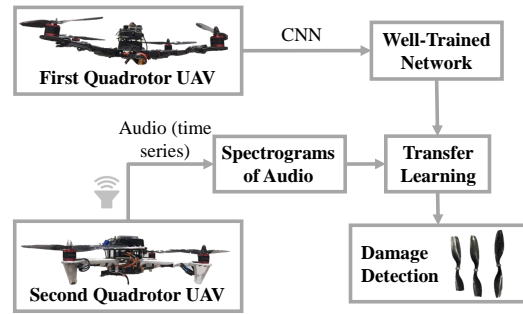 First Quadrotor UAV
CNN
Well-Trained
Network
Audio (time
series)
Spectrograms
of Audio
Transfer
Learning
Second Quadrotor UAV
Damage
Detection